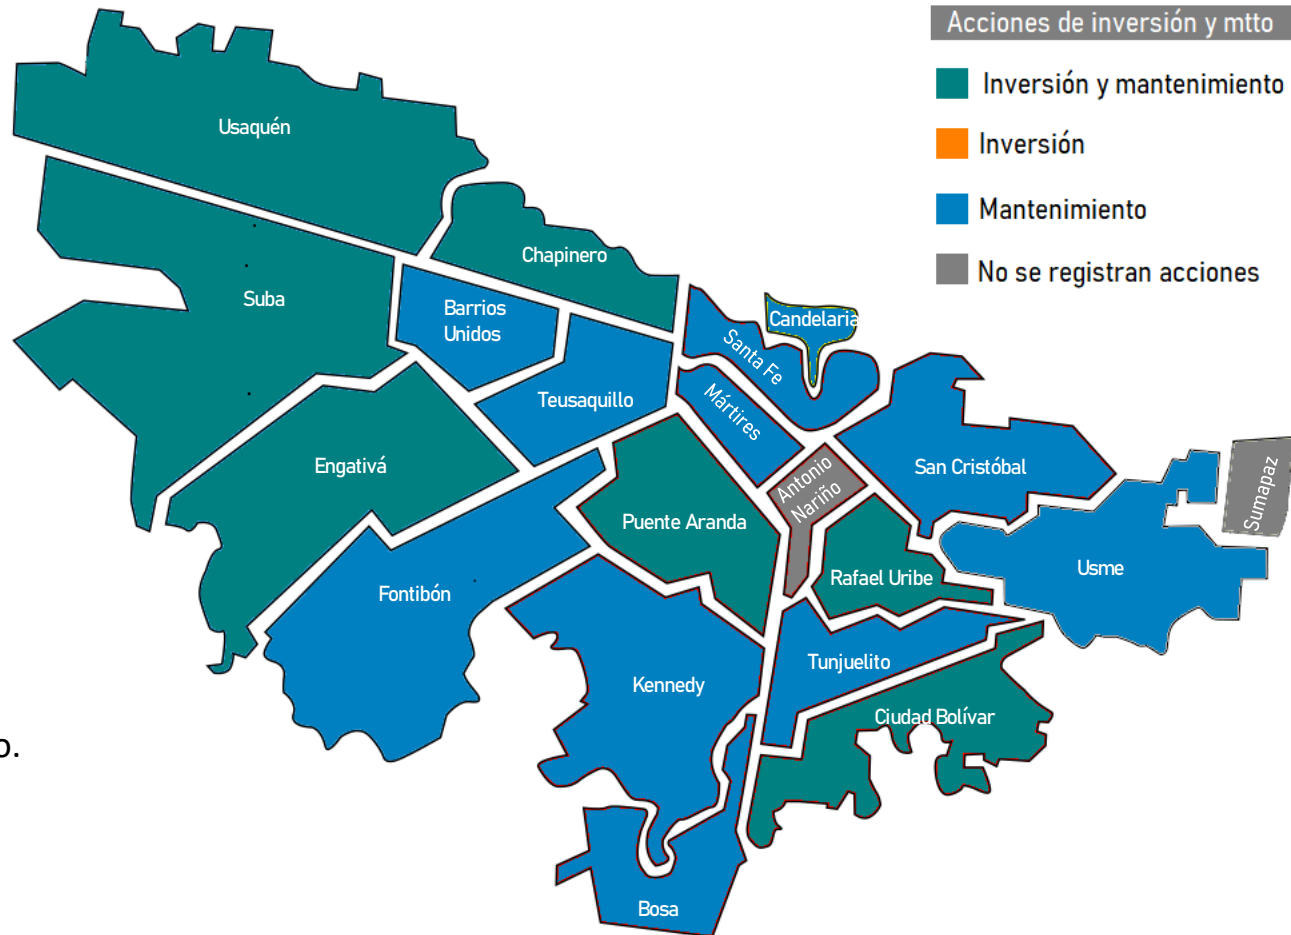 Acciones de inversión y mtto
Inversión y mantenimiento
Inversión
Mantenimiento
No se registran acciones
Usaquén
Chapinero
Suba
Barrios
Unidos
Candelaria
Santa Fe
Teusaquillo
Mártires
Engativá
San Cristóbal
Antonio
Nariño
Sumapaz
Puente Aranda
Rafael Uribe
Usme
Fontibón
Tunjuelito
Kennedy
Ciudad Bolívar
o.
Bosa